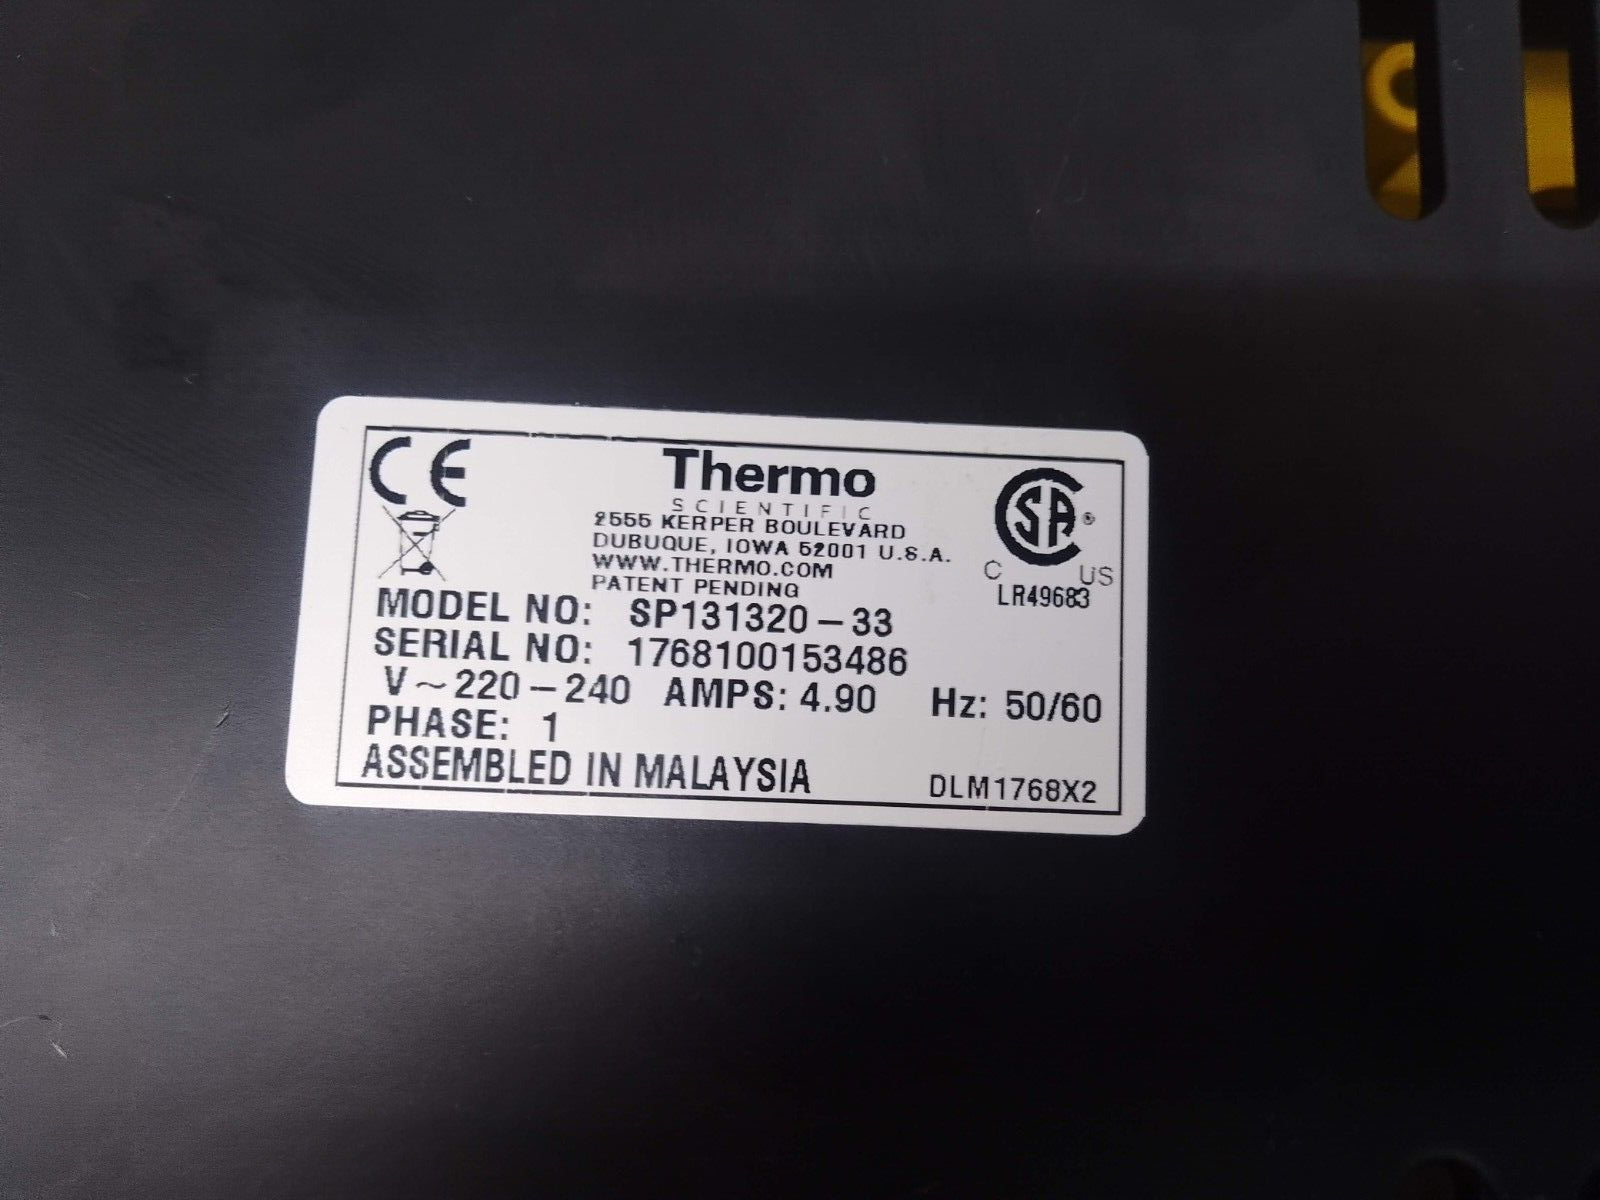 CE
Thermo
SCIENTIFIC
2555 KERPER BOULEVARD
DUBUQUE, IOWA 52001 U.S.A.
WWW.THERMO.COM
PATENT PENDING
SA ®
C US
LR49683
MODEL NO: SP131320-33
SERIAL NO: 1768100153486
V~220-240 AMPS: 4.90 Hz: 50/60
PHASE: 1
ASSEMBLED IN MALAYSIA
DLM1768X2